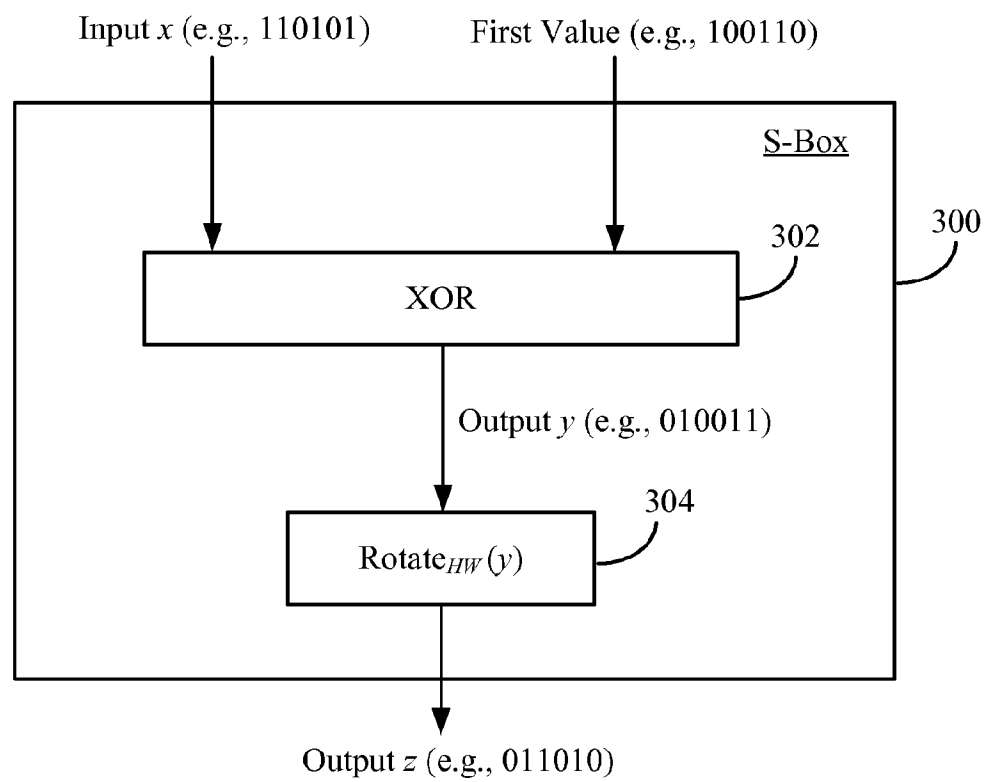 Input x (e.g., 110101)
First Value (e.g., 100110)
S-Box
302
300
XOR
Output y (e.g., 010011)
304
RotateHW(y)
Output z (e.g., 011010)